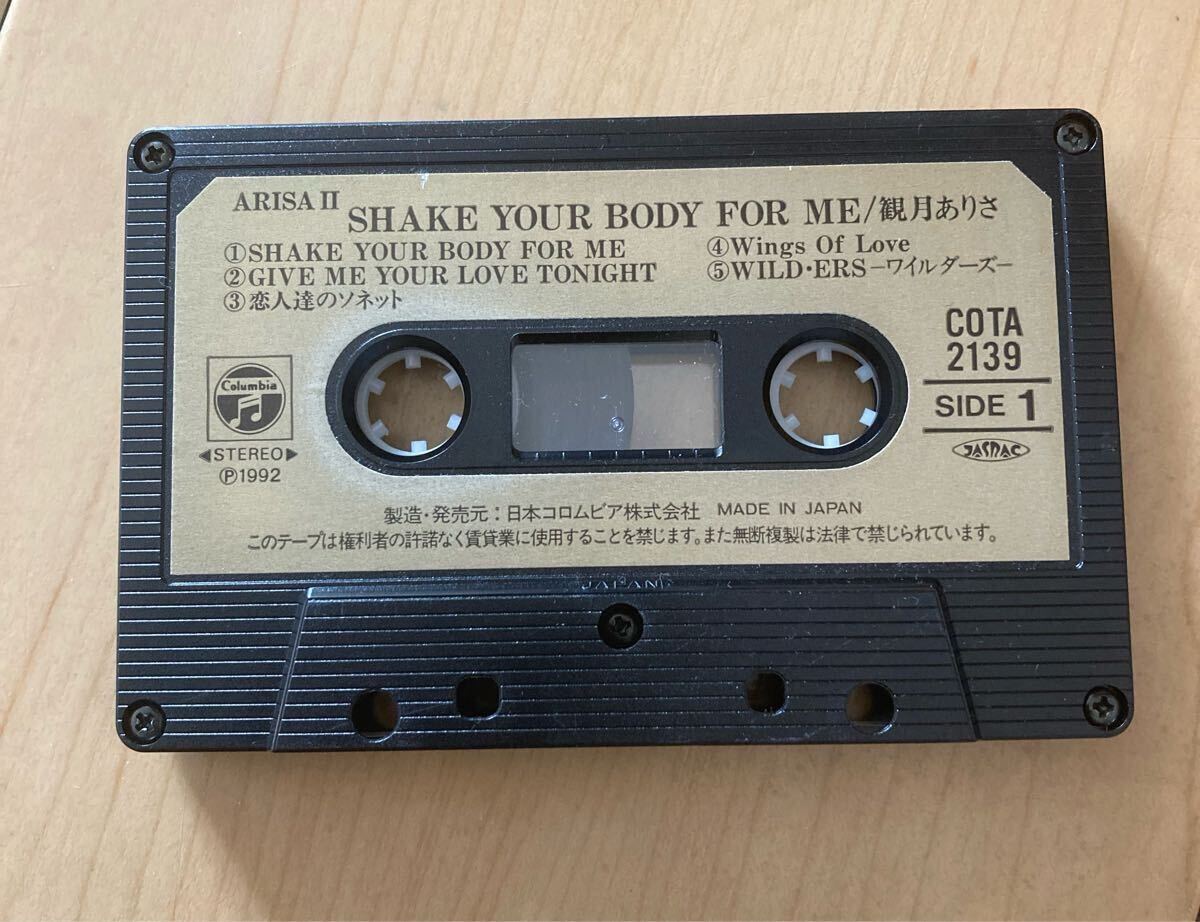 ARISA II
SHAKE YOUR BODY FOR ME/観月ありさ
①SHAKE YOUR BODY FOR ME
②GIVE ME YOUR LOVE TONIGHT
③恋人達のソネット
④Wings Of Love
⑤WILD・ERS－ワイルダーズ－
COTA
2139
SIDE 1
JASRAC
Columbia
◀STEREO▶
Ⓟ1992
製造・発売元：日本コロムビア株式会社 MADE IN JAPAN
このテープは権利者の許諾なく賃貸業に使用することを禁じます。また無断複製は法律で禁じられています。
JAPAN